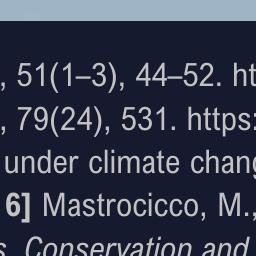 , 51(1–3), 44–52. ht
, 79(24), 531. https:
under climate chang
6] Mastrocicco, M.,
s. Conservation and